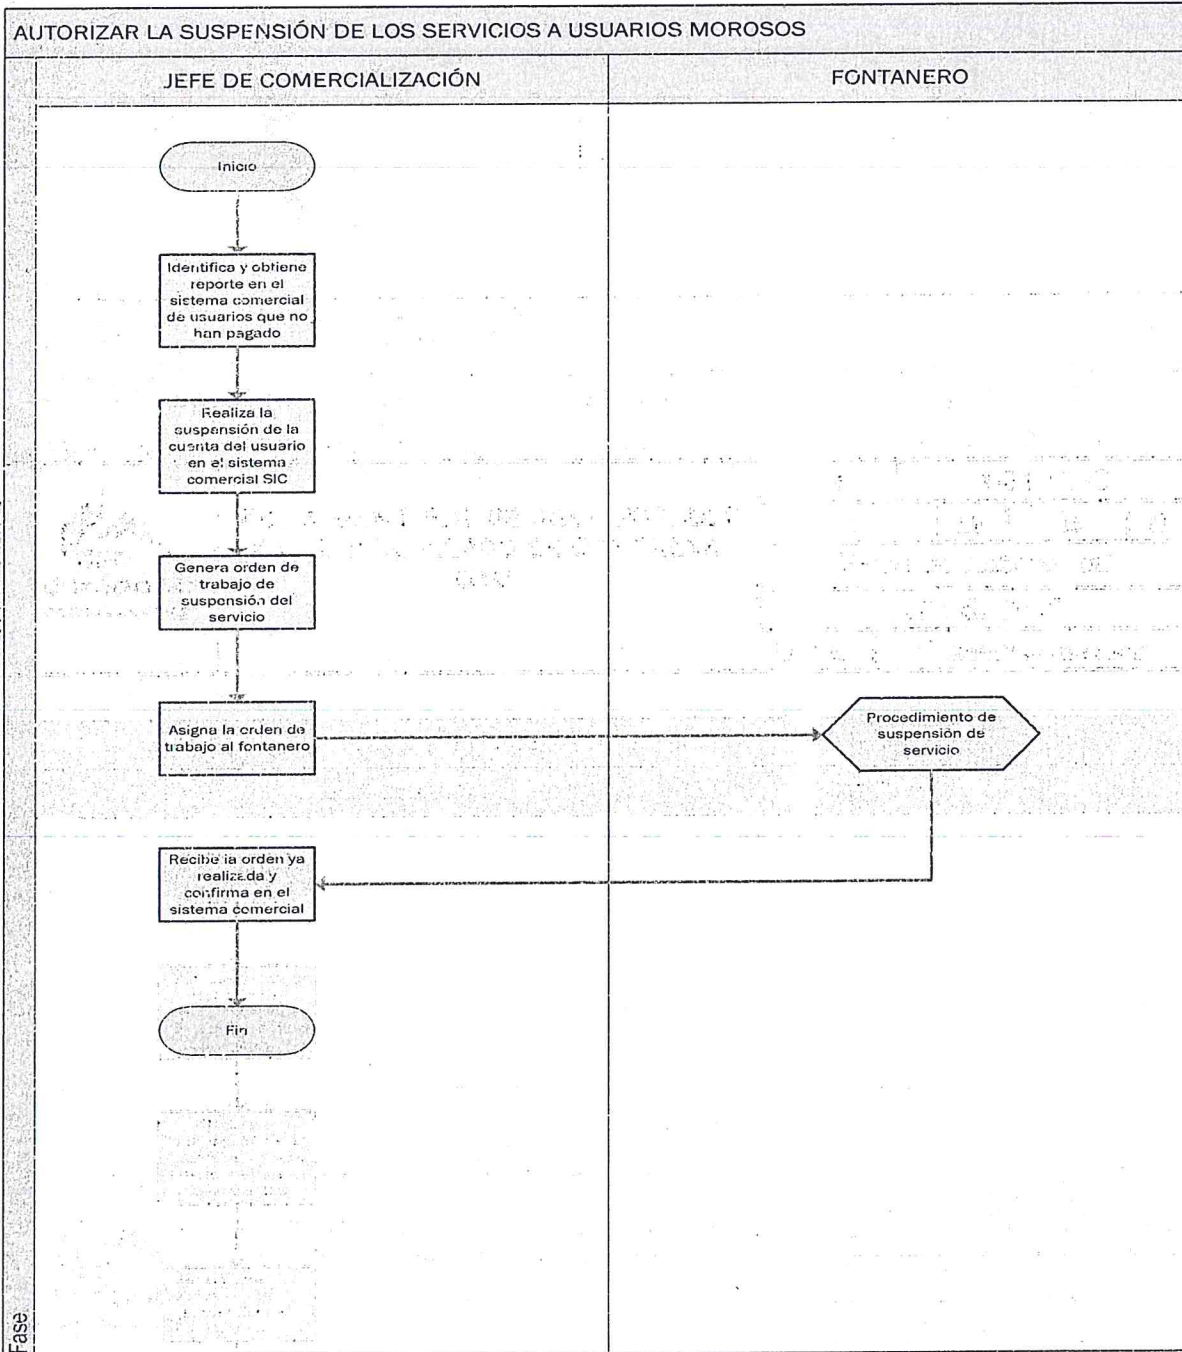 AUTORIZAR LA SUSPENSIÓN DE LOS SERVICIOS A USUARIOS MOROSOS
JEFE DE COMERCIALIZACIÓN
FONTANERO
Inicio
Identifica y obtiene
reporte en el
sistema comercial
de usuarios que no
han pagado
Realiza la
suspensión de la
cuenta del usuario
en el sistema
comercial SIC
Genera orden de
trabajo de
suspensión del
servicio
Asigna la orden de
trabajo al fontanero
Procedimiento de
suspensión de
servicio
Recibe la orden ya
realizada y
confirma en el
sistema comercial
Fin
Fase